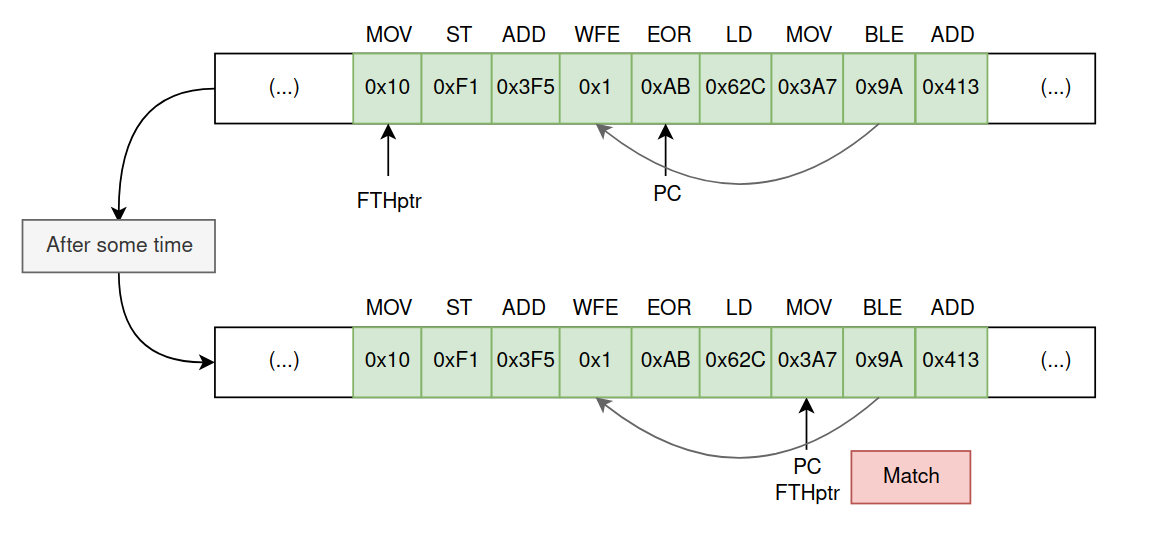 MOV ST ADD WFE EOR LD MOV BLE ADD
(...) 0x10 0xF1 0x3F5 0x1 0xAB 0x62C 0x3A7 0x9A 0x413 (...)
FTHptr PC
After some time
MOV ST ADD WFE EOR LD MOV BLE ADD
(...) 0x10 0xF1 0x3F5 0x1 0xAB 0x62C 0x3A7 0x9A 0x413 (...)
PC
FTHptr
Match